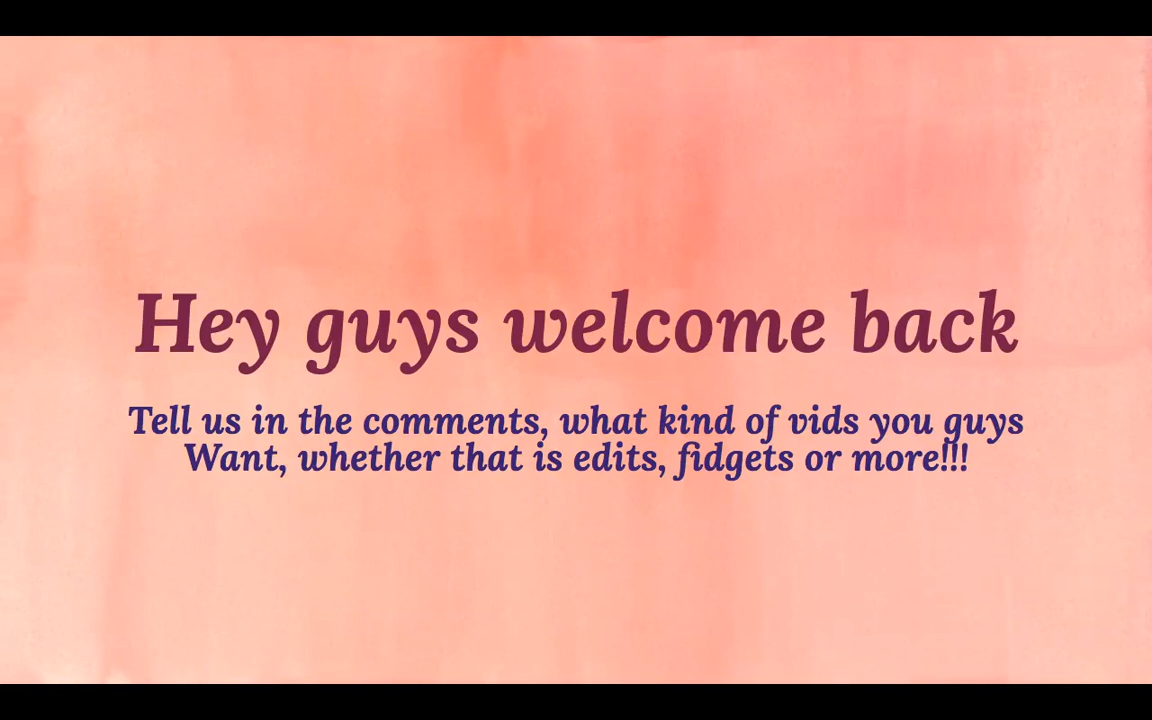 Hey guys welcome back
Tell us in the comments, what kind of vids you guys
Want, whether that is edits, fidgets or more!!!